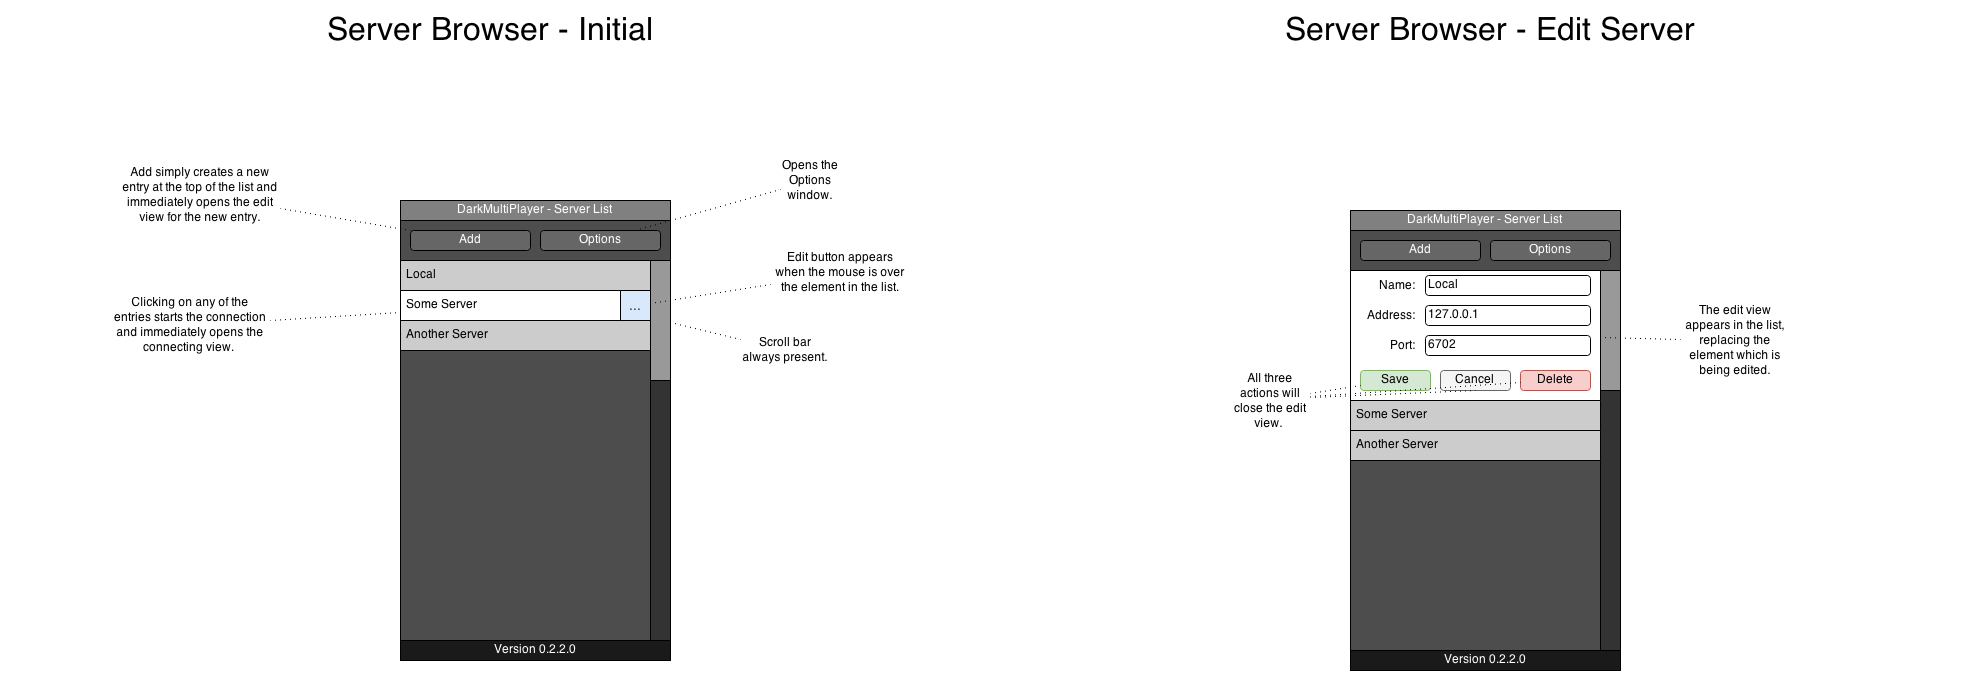 Server Browser - Initial
Add simply creates a new
entry at the top of the list and
immediately opens the edit
view for the new entry.
Opens the
Options
window.
DarkMultiPlayer - Server List
Add
Options
Edit button appears
when the mouse is over
the element in the list.
Local
Some Server
...
Another Server
Clicking on any of the
entries starts the connection
and immediately opens the
connecting view.
Scroll bar
always present.
Version 0.2.2.0
Server Browser - Edit Server
DarkMultiPlayer - Server List
Add
Options
Name: Local
Address: 127.0.0.1
Port: 6702
Save
Cancel
Delete
The edit view
appears in the list,
replacing the
element which is
being edited.
All three
actions will
close the edit
view.
Some Server
Another Server
Version 0.2.2.0